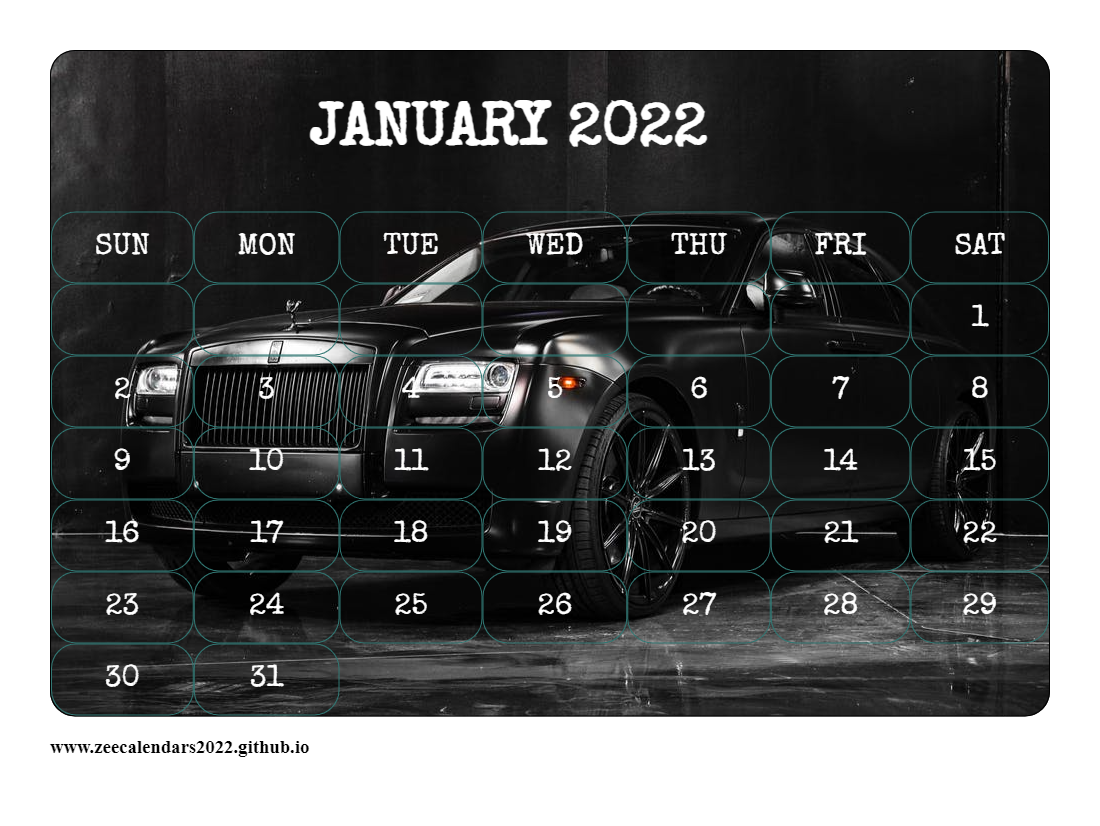 JANUARY 2022
SUN MON TUE WED THU FRI SAT
1
2 3 4 5 6 7 8
9 10 11 12 13 14 15
16 17 18 19 20 21 22
23 24 25 26 27 28 29
30 31
www.zeecalendars2022.github.io